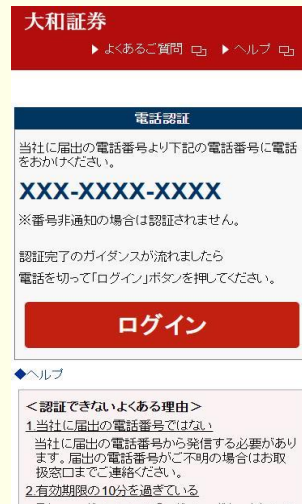 大和証券
▶ よくあるご質問 ▶ ヘルプ
電話認証
当社に届出の電話番号より下記の電話番号に電話
をおかけください。
XXX-XXXX-XXXX
※番号非通知の場合は認証されません。
認証完了のガイダンスが流れましたら
電話を切って「ログイン」ボタンを押してください。
ログイン
◆ヘルプ
＜認証できないよくある理由＞
1.当社に届出の電話番号ではない
当社に届出の電話番号から発信する必要があり
ます。届出の電話番号がご不明の場合はお取
扱窓口までご連絡ください。
2.有効期限の10分を過ぎている